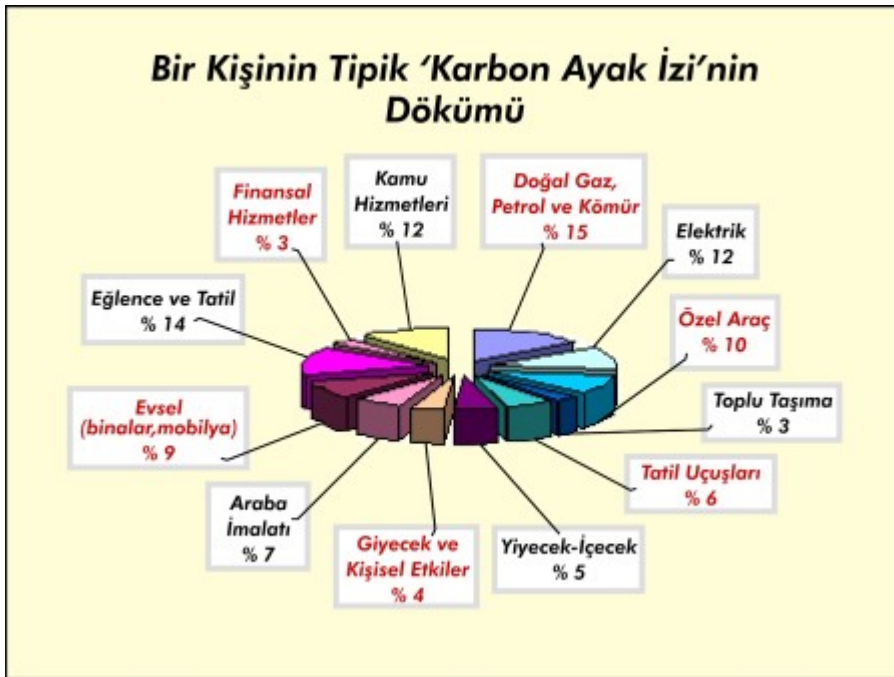 Bir Kişinin Tipik ‘Karbon Ayak İzi’nin
Dökümü
Finansal
Hizmetler
% 3
Kamu
Hizmetleri
% 12
Doğal Gaz,
Petrol ve Kömür
% 15
Elektrik
% 12
Özel Araç
% 10
Toplu Taşıma
% 3
Tatil Uçuşları
% 6
Yiyecek-İçecek
% 5
Giyecek ve
Kişisel Etkiler
% 4
Araba
İmalatı
% 7
Evsel
(binalar,mobilya)
% 9
Eğlence ve Tatil
% 14